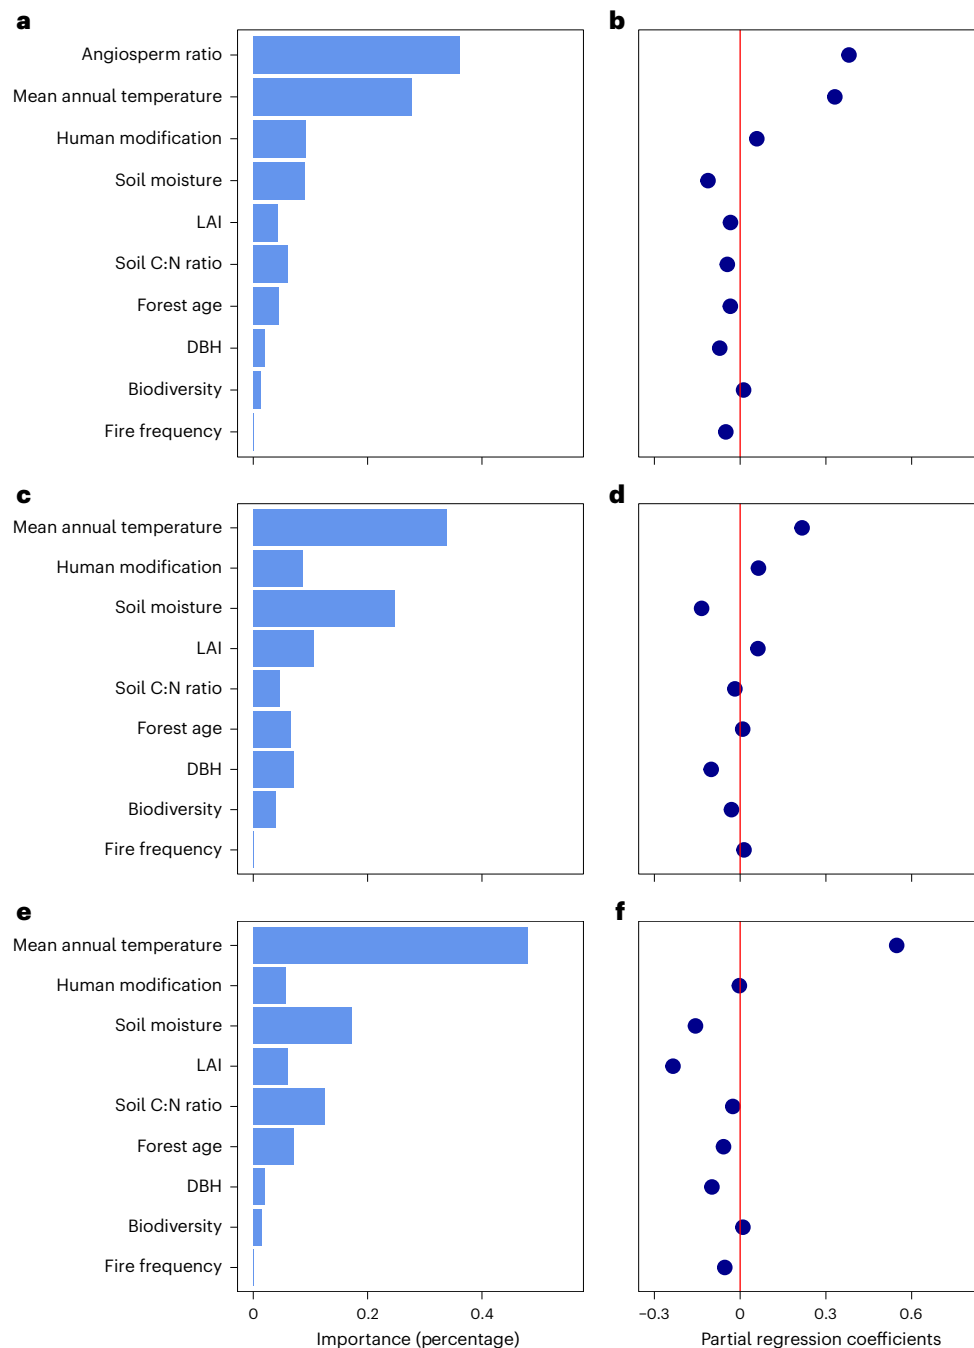 a
b
Angiosperm ratio
Mean annual temperature
Human modification
Soil moisture
LAI
Soil C:N ratio
Forest age
DBH
Biodiversity
Fire frequency
c
d
Mean annual temperature
Human modification
Soil moisture
LAI
Soil C:N ratio
Forest age
DBH
Biodiversity
Fire frequency
e
f
Mean annual temperature
Human modification
Soil moisture
LAI
Soil C:N ratio
Forest age
DBH
Biodiversity
Fire frequency
0 0.2 0.4
−0.3 0 0.3 0.6
Importance (percentage)
Partial regression coefficients